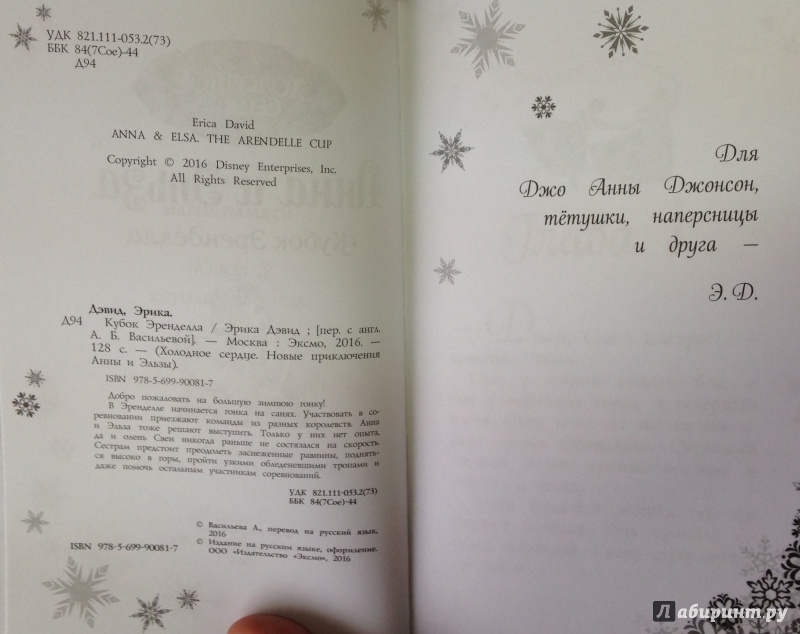 УДК 821.111-053.2(73)
ББК 84(7Сое)-44
Д94
Erica David
ANNA & ELSA. THE ARENDELLE CUP
Copyright © 2016 Disney Enterprises, Inc.
All Rights Reserved
Дэвид, Эрика.
Д94 Кубок Эренделла / Эрика Дэвид ; [пер. с англ.
А. Б. Васильевой]. — Москва : Эксмо, 2016. —
128 с. — (Холодное сердце. Новые приключения
Анны и Эльзы).
ISBN 978-5-699-90081-7
Добро пожаловать на большую зимнюю гонку!
В Эренделле начинается гонка на санях. Участвовать в со-
ревновании приезжают команды из разных королевств. Анна
и Эльза тоже решают выступить. Только у них нет опыта,
да и олень Свен никогда раньше не состязался на скорость.
Сестрам предстоит преодолеть заснеженные равнины, поднять-
ся высоко в горы, пройти узкими обледеневшими тропами и
даже помочь остальным участникам соревнований.
УДК 821.111-053.2(73)
ББК 84(7Сое)-44
© Васильева А., перевод на русский язык,
2016
© Издание на русском языке, оформление.
ООО «Издательство «Эксмо», 2016
ISBN 978-5-699-90081-7
Для
Джо Анны Джонсон,
тётушки, наперсницы
и друга —
Э. Д.
Лабиринт.ру